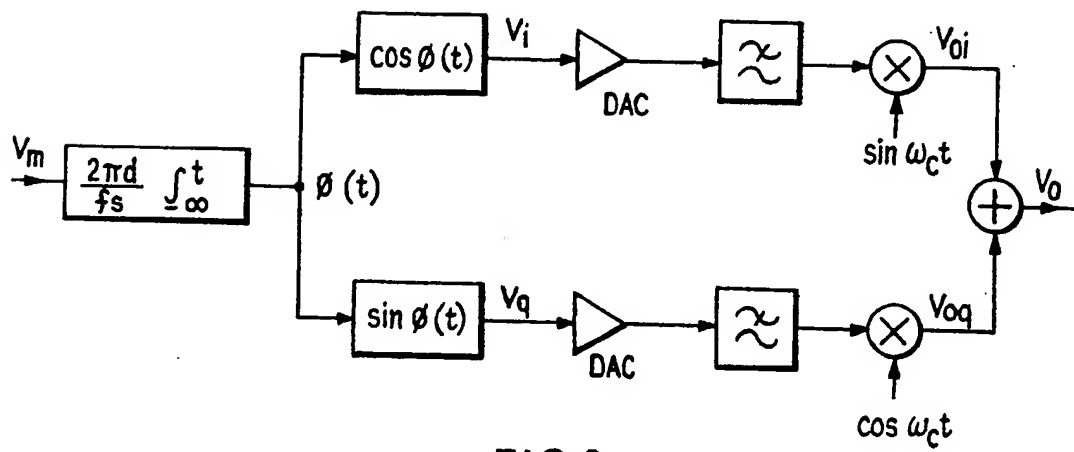 cos ø(t)
Vi
DAC
Voi
sin ωct
Vm
2πd
fs
∫
t
-∞
ø (t)
Vo
sin ø(t)
Vq
DAC
Voq
cos ωct